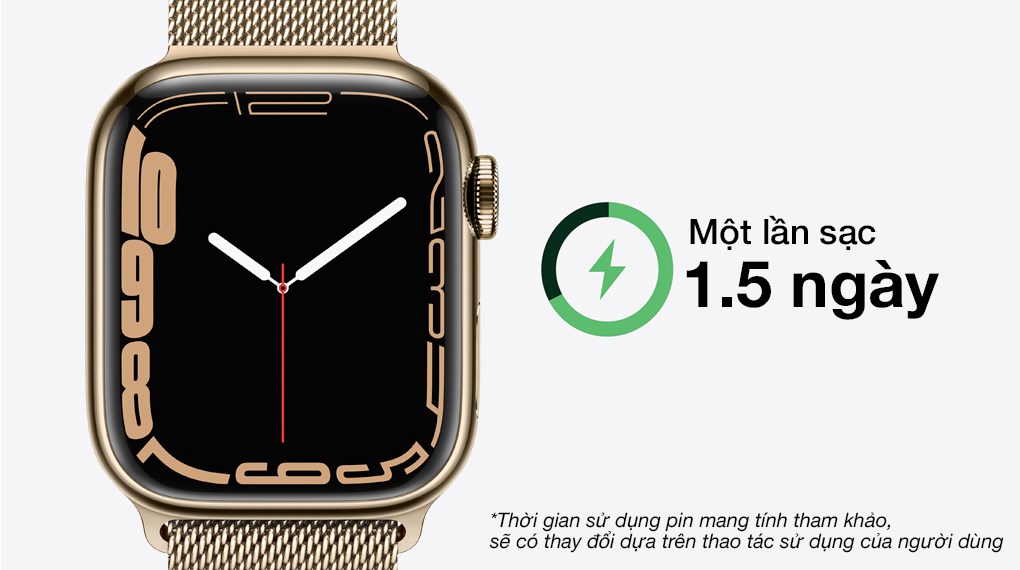 12
Một lần sạc
1.5 ngày
*Thời gian sử dụng pin mang tính tham khảo,
sẽ có thay đổi dựa trên thao tác sử dụng của người dùng